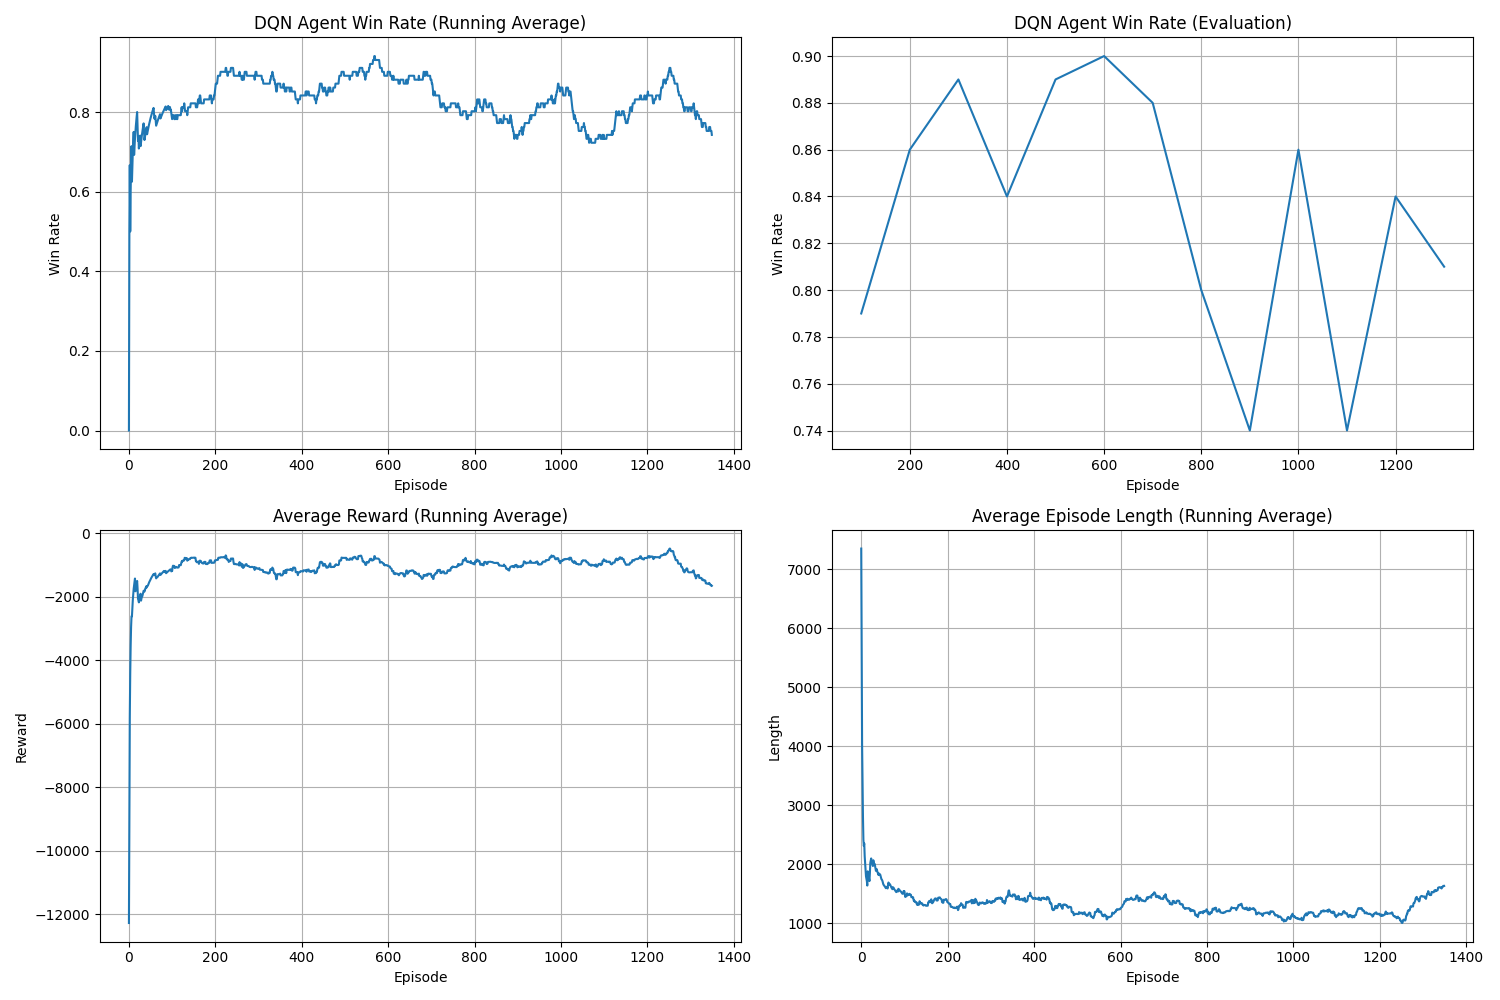 DQN Agent Win Rate (Running Average)
Win Rate
0.8
0.6
0.4
0.2
0.0
0 200 400 600 800 1000 1200 1400
Episode
DQN Agent Win Rate (Evaluation)
Win Rate
0.90
0.88
0.86
0.84
0.82
0.80
0.78
0.76
0.74
200 400 600 800 1000 1200
Episode
Average Reward (Running Average)
Reward
0
−2000
−4000
−6000
−8000
−10000
−12000
0 200 400 600 800 1000 1200 1400
Episode
Average Episode Length (Running Average)
Length
7000
6000
5000
4000
3000
2000
1000
0 200 400 600 800 1000 1200 1400
Episode